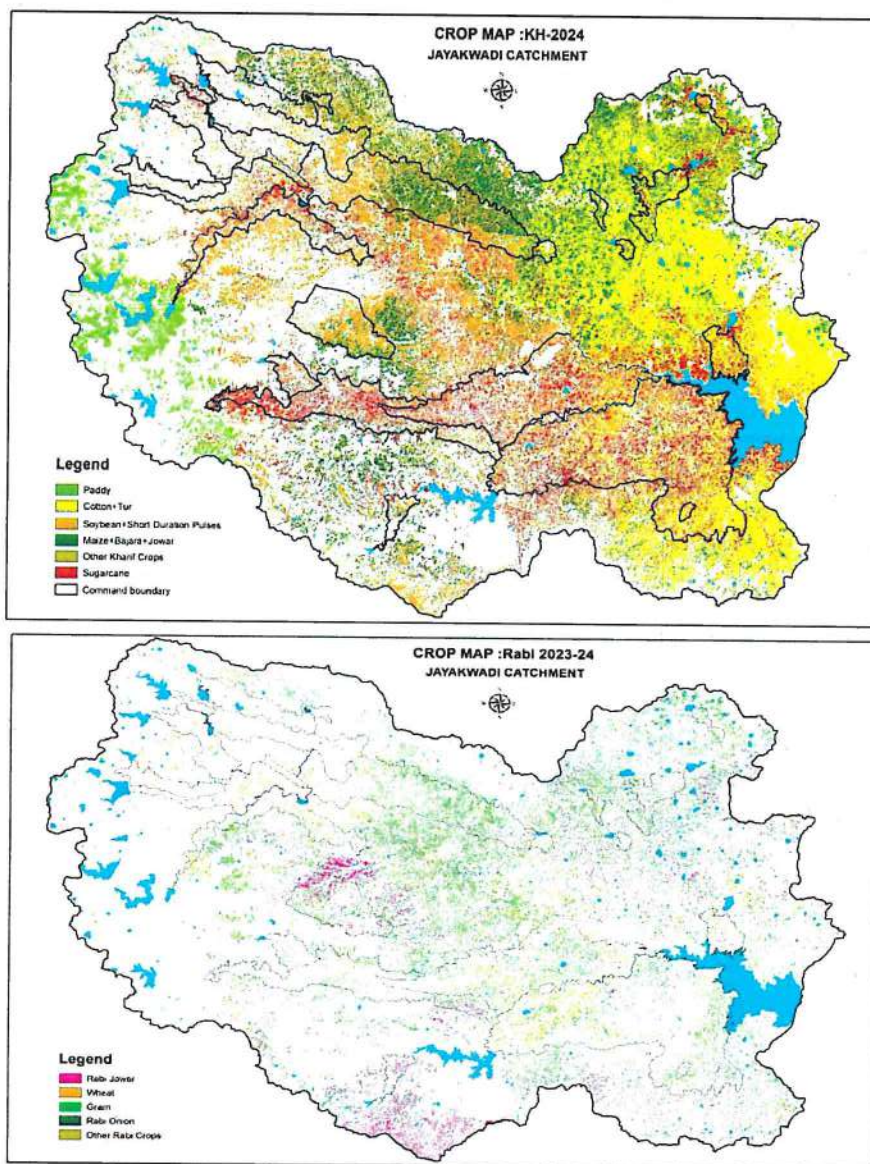 CROP MAP :KH-2024
JAYAKWADI CATCHMENT
Legend
Paddy
Cotton+Tur
Soybean+Short Duration Pulses
Maize+Bajara+Jowar
Other Kharif Crops
Sugarcane
Command boundary
CROP MAP :Rabi 2023-24
JAYAKWADI CATCHMENT
Legend
Rabi Jowar
Wheat
Gram
Rabi Onion
Other Rabi Crops